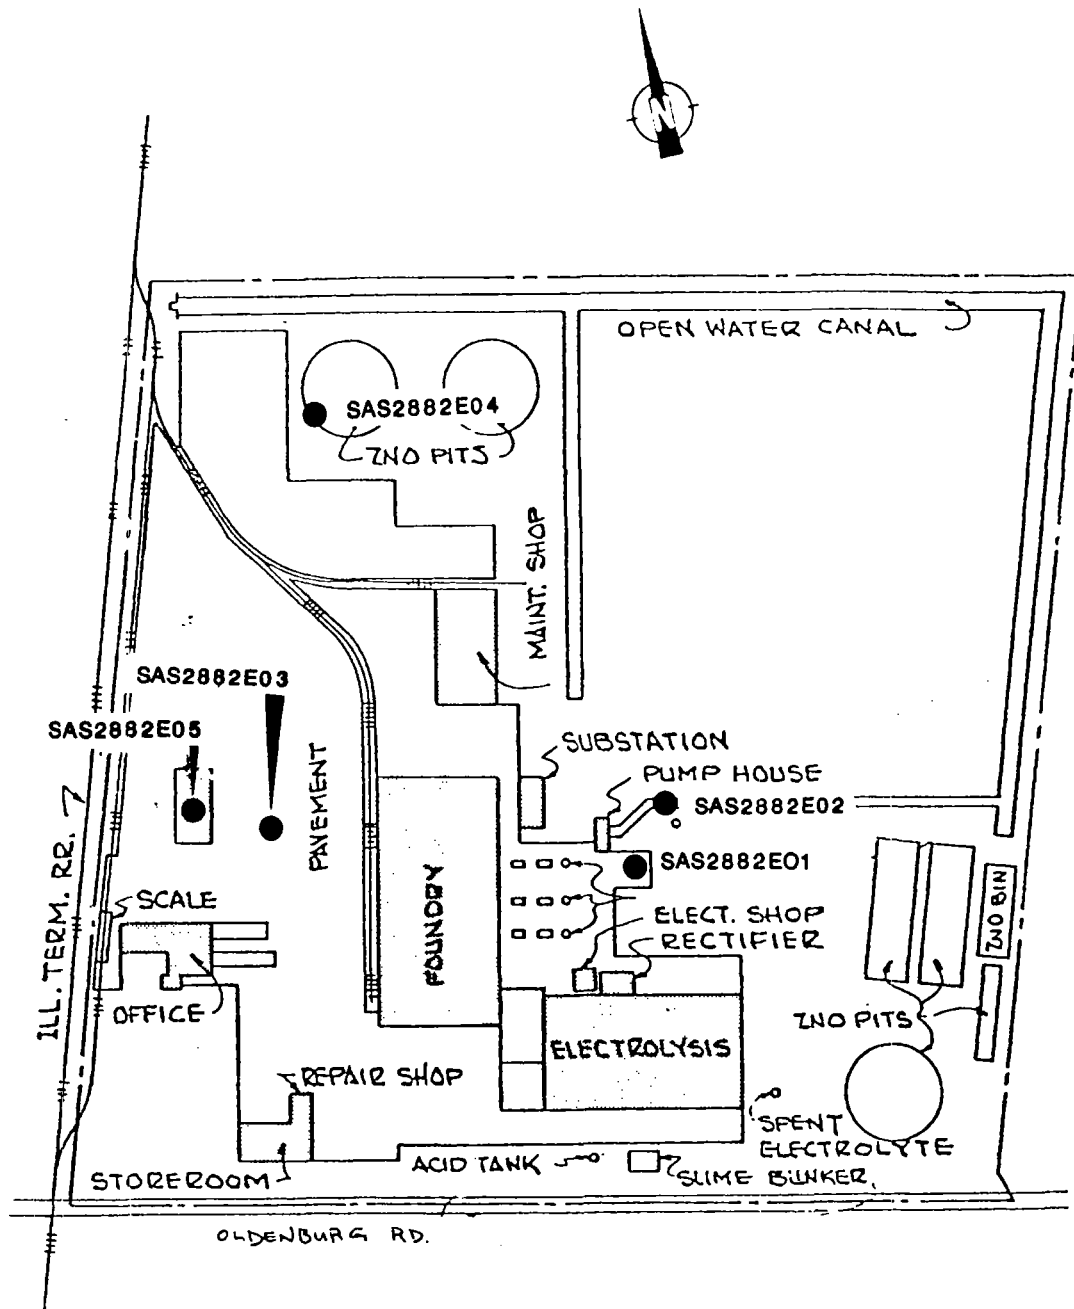 N
OPEN WATER CANAL
SAS2882E04
ZNO PITS
MAINT. SHOP
SAS2882E03
SAS2882E05
SUBSTATION
PUMP HOUSE
SAS2882E02
PAVEMENT
SAS2882E01
SCALE
FOUNDRY
ELECT. SHOP
RECTIFIER
ZNO BIN
ILL. TERM. RR.
OFFICE
ZNO PITS
ELECTROLYSIS
REPAIR SHOP
SPENT
ELECTROLYTE
ACID TANK
STOREROOM
SLIME BUNKER
OLDENBURG RD.